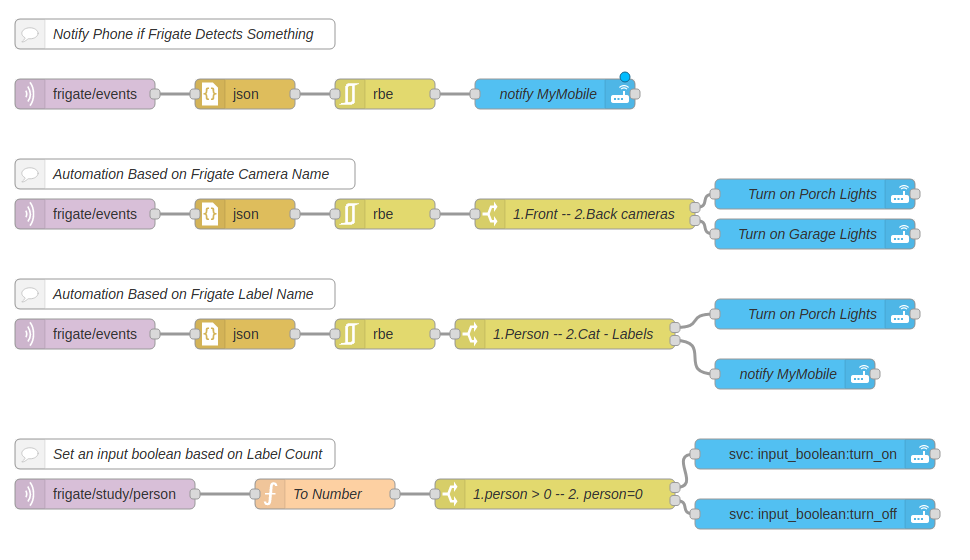 Notify Phone if Frigate Detects Something
frigate/events
json
rbe
notify MyMobile
Automation Based on Frigate Camera Name
frigate/events
json
rbe
1.Front -- 2.Back cameras
Turn on Porch Lights
Turn on Garage Lights
Automation Based on Frigate Label Name
frigate/events
json
rbe
1.Person -- 2.Cat - Labels
Turn on Porch Lights
notify MyMobile
Set an input boolean based on Label Count
frigate/study/person
To Number
1.person > 0 -- 2. person=0
svc: input_boolean:turn_on
svc: input_boolean:turn_off